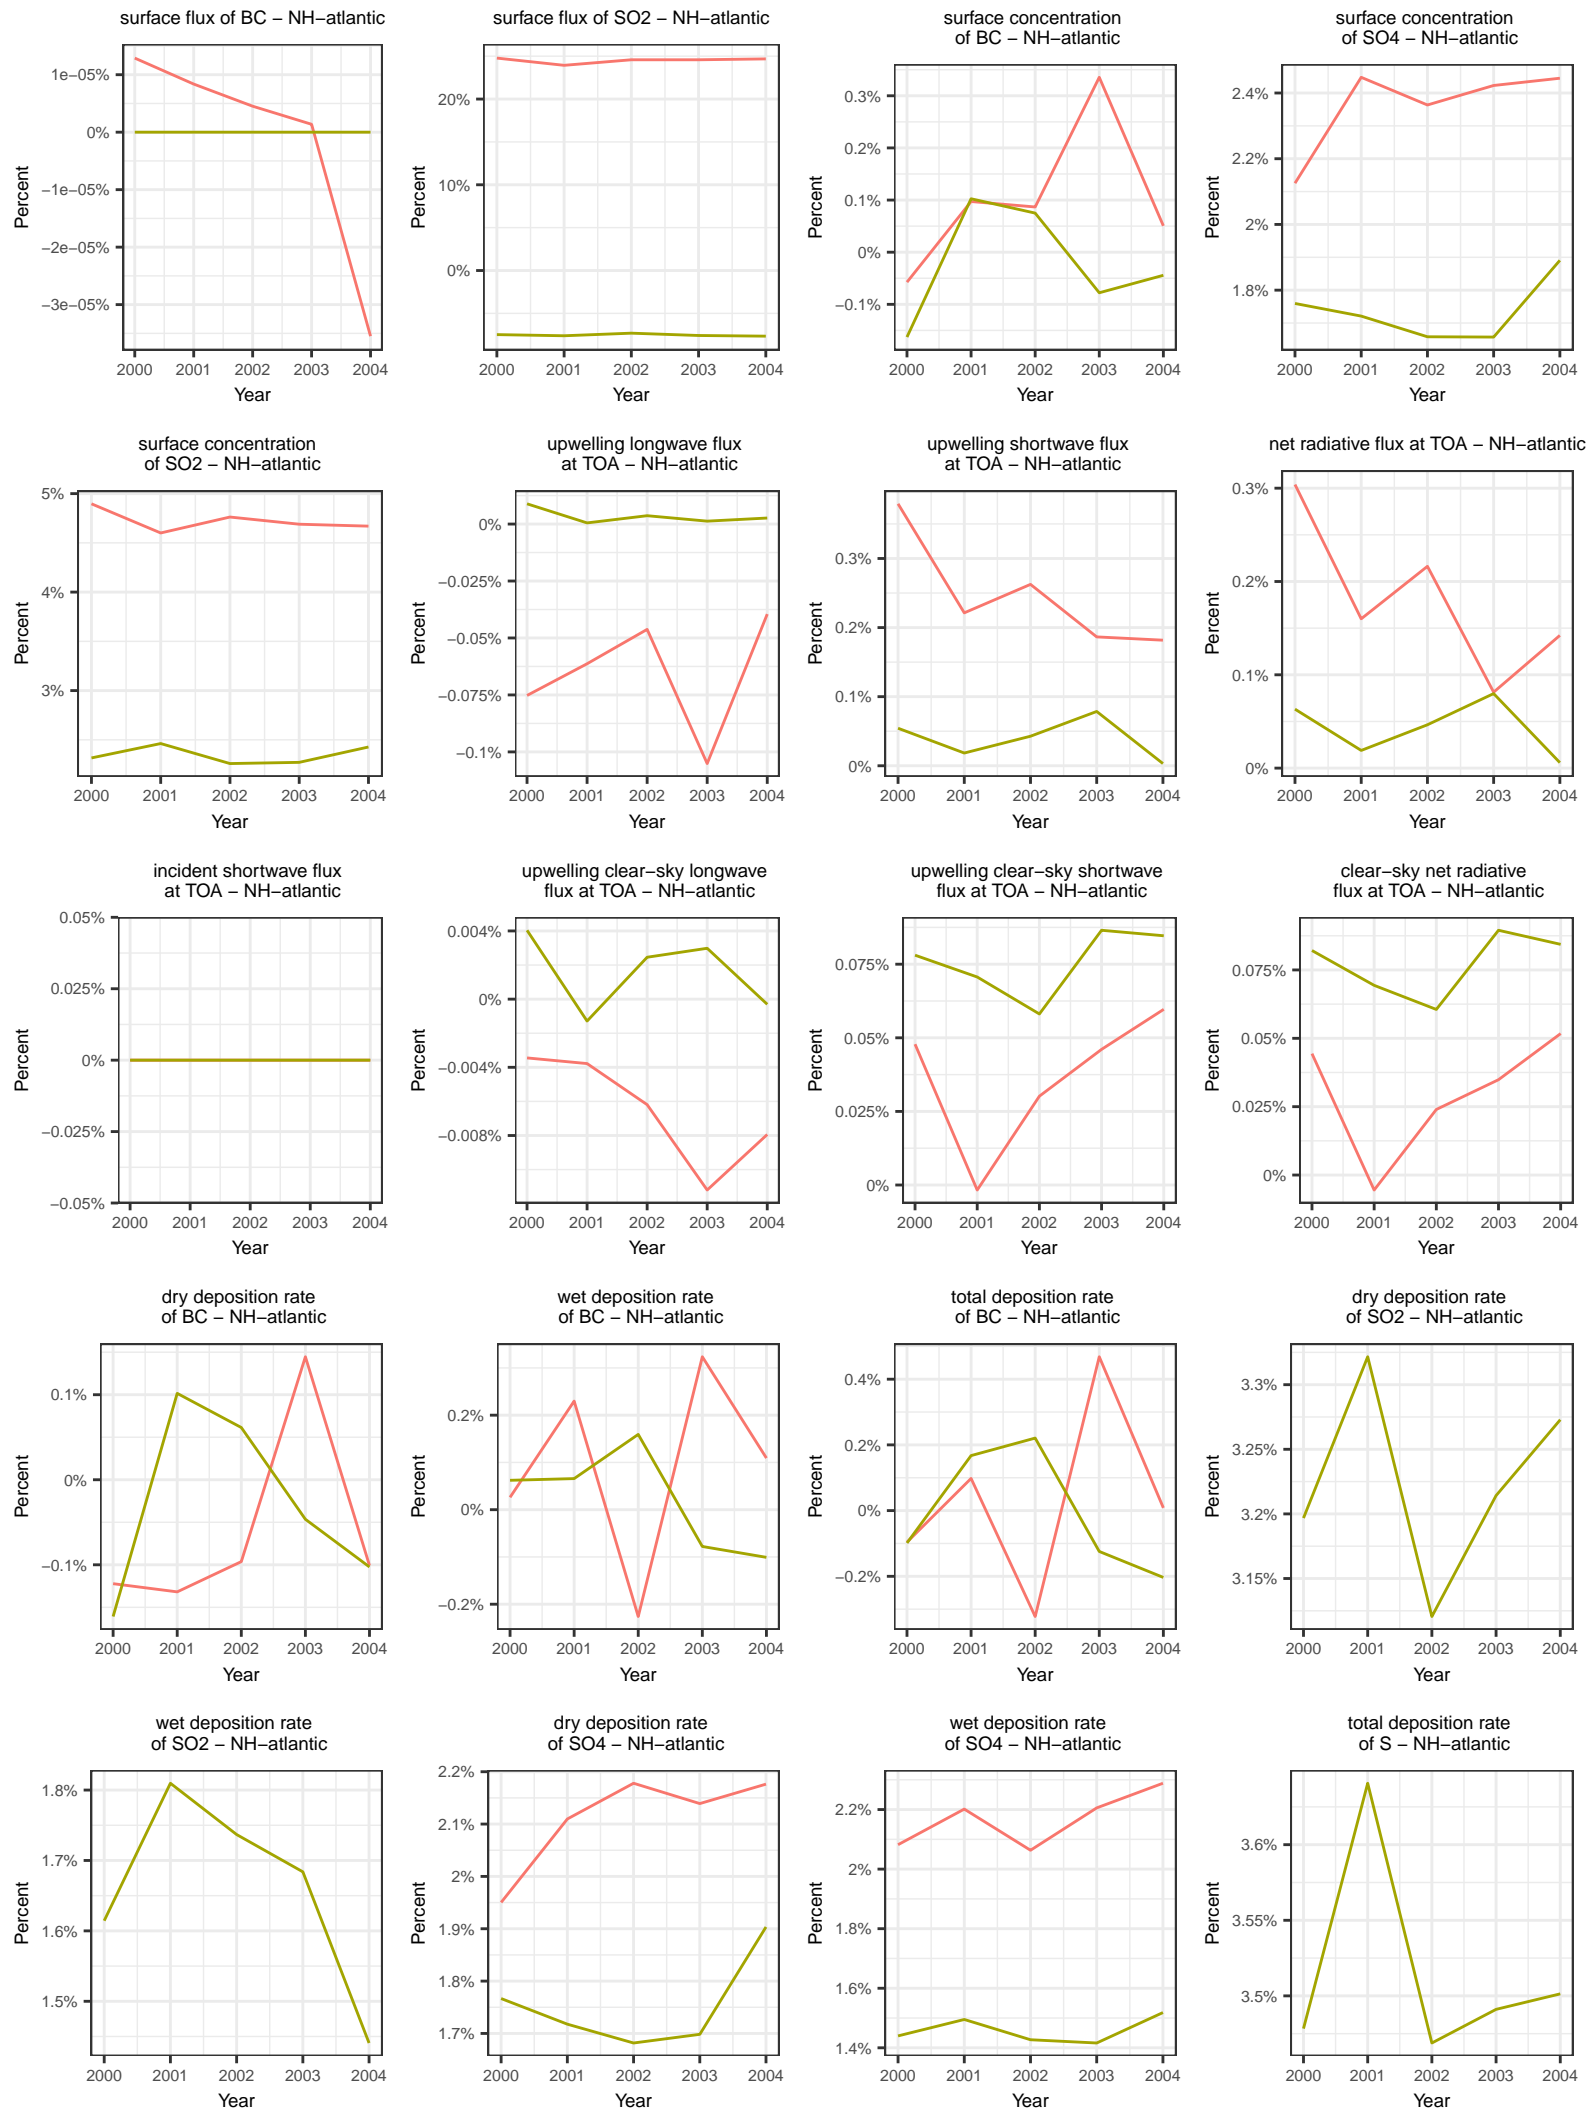 surface flux of BC − NH−atlantic
1e−05%
0%
−1e−05%
−2e−05%
−3e−05%
Percent
2000 2001 2002 2003 2004
Year
surface flux of SO2 − NH−atlantic
20%
10%
0%
Percent
2000 2001 2002 2003 2004
Year
surface concentration
of BC − NH−atlantic
0.3%
0.2%
0.1%
0%
−0.1%
Percent
2000 2001 2002 2003 2004
Year
surface concentration
of SO4 − NH−atlantic
2.4%
2.2%
2%
1.8%
Percent
2000 2001 2002 2003 2004
Year
surface concentration
of SO2 − NH−atlantic
5%
4%
3%
Percent
2000 2001 2002 2003 2004
Year
upwelling longwave flux
at TOA − NH−atlantic
0%
−0.025%
−0.05%
−0.075%
−0.1%
Percent
2000 2001 2002 2003 2004
Year
upwelling shortwave flux
at TOA − NH−atlantic
0.3%
0.2%
0.1%
0%
Percent
2000 2001 2002 2003 2004
Year
net radiative flux at TOA − NH−atlantic
0.3%
0.2%
0.1%
0%
Percent
2000 2001 2002 2003 2004
Year
incident shortwave flux
at TOA − NH−atlantic
0.05%
0.025%
0%
−0.025%
−0.05%
Percent
2000 2001 2002 2003 2004
Year
upwelling clear−sky longwave
flux at TOA − NH−atlantic
0.004%
0%
−0.004%
−0.008%
Percent
2000 2001 2002 2003 2004
Year
upwelling clear−sky shortwave
flux at TOA − NH−atlantic
0.075%
0.05%
0.025%
0%
Percent
2000 2001 2002 2003 2004
Year
clear−sky net radiative
flux at TOA − NH−atlantic
0.075%
0.05%
0.025%
0%
Percent
2000 2001 2002 2003 2004
Year
dry deposition rate
of BC − NH−atlantic
0.1%
0%
−0.1%
Percent
2000 2001 2002 2003 2004
Year
wet deposition rate
of BC − NH−atlantic
0.2%
0%
−0.2%
Percent
2000 2001 2002 2003 2004
Year
total deposition rate
of BC − NH−atlantic
0.4%
0.2%
0%
−0.2%
Percent
2000 2001 2002 2003 2004
Year
dry deposition rate
of SO2 − NH−atlantic
3.3%
3.25%
3.2%
3.15%
Percent
2000 2001 2002 2003 2004
Year
wet deposition rate
of SO2 − NH−atlantic
1.8%
1.7%
1.6%
1.5%
Percent
2000 2001 2002 2003 2004
Year
dry deposition rate
of SO4 − NH−atlantic
2.2%
2.1%
2%
1.9%
1.8%
1.7%
Percent
2000 2001 2002 2003 2004
Year
wet deposition rate
of SO4 − NH−atlantic
2.2%
2%
1.8%
1.6%
1.4%
Percent
2000 2001 2002 2003 2004
Year
total deposition rate
of S − NH−atlantic
3.6%
3.55%
3.5%
Percent
2000 2001 2002 2003 2004
Year